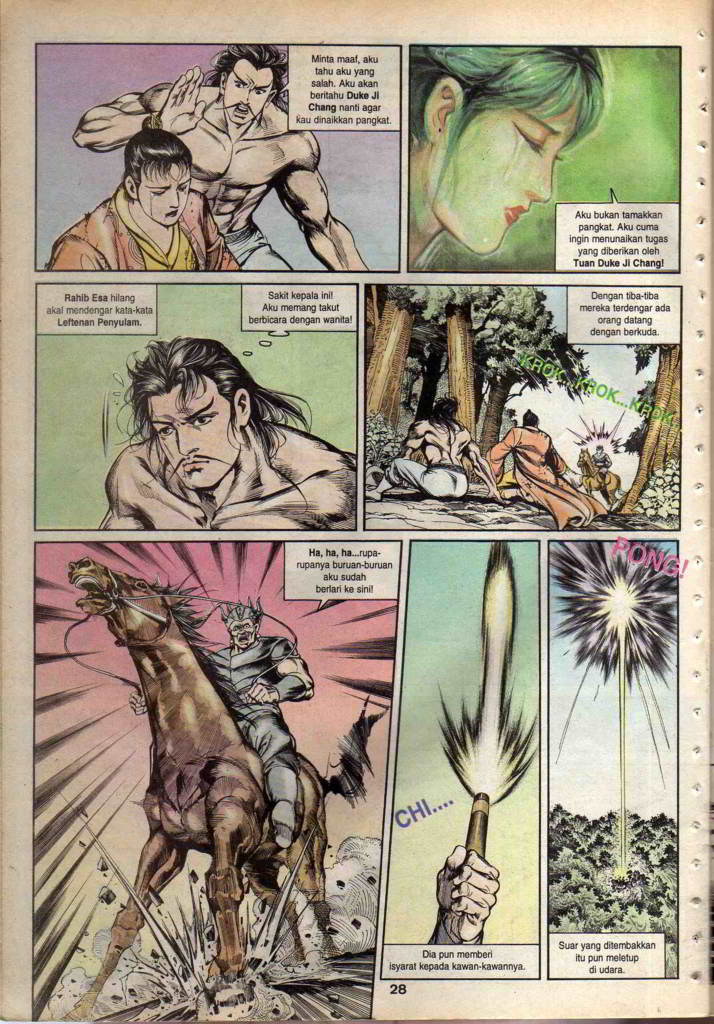 Minta maaf, aku
tahu aku yang
salah. Aku akan
beritahu Duke Ji
Chang nanti agar
kau dinaikkan pangkat.
Aku bukan tamakkan
pangkat. Aku cuma
ingin menunaikan tugas
yang diberikan oleh
Tuan Duke Ji Chang!
Rahib Esa hilang
akal mendengar kata-kata
Leftenan Penyulam.
Sakit kepala ini!
Aku memang takut
berbicara dengan wanita!
Dengan tiba-tiba
mereka terdengar ada
orang datang
dengan berkuda.
KROK...KROK...KROK...
Ha, ha, ha...rupa-
rupanya buruan-buruan
aku sudah
berlari ke sini!
CHI....
Dia pun memberi
isyarat kepada kawan-kawannya.
PONG!
Suar yang ditembakkan
itu pun meletup
di udara.
28